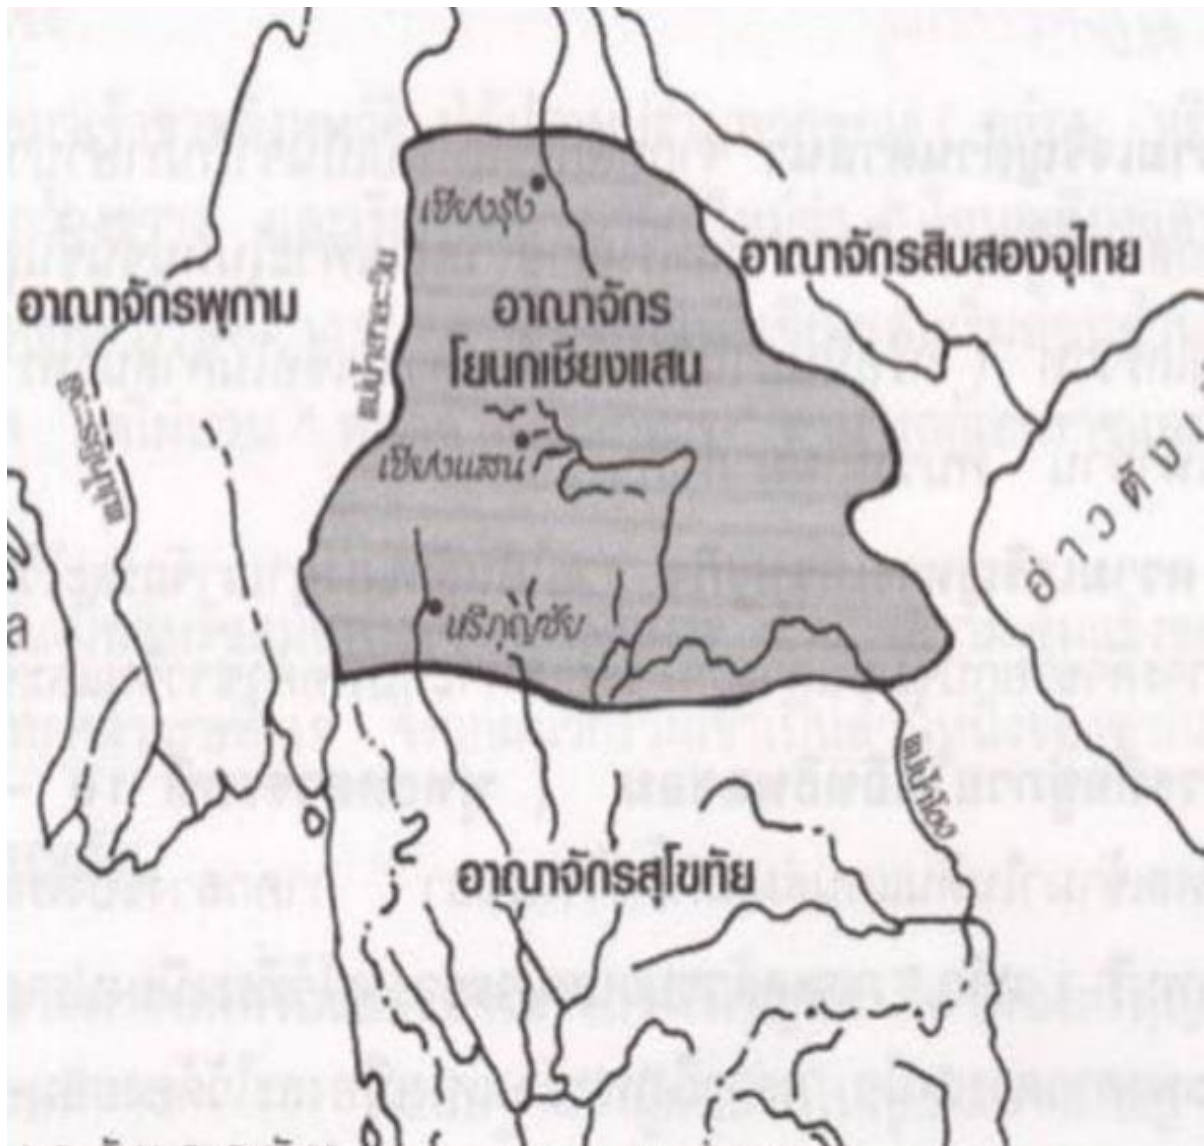 เชียงรุ้ง
อาณาจักรสิบสองจุไทย
อาณาจักรพุกาม
แม่น้ำสาละวิน
อาณาจักร
โยนกเชียงแสน
แม่น้ำอิระวดี
เชียงแสน
อ่าวตังเ
หริภุญชัย
ล
แม่น้ำโขง
อาณาจักรสุโขทัย